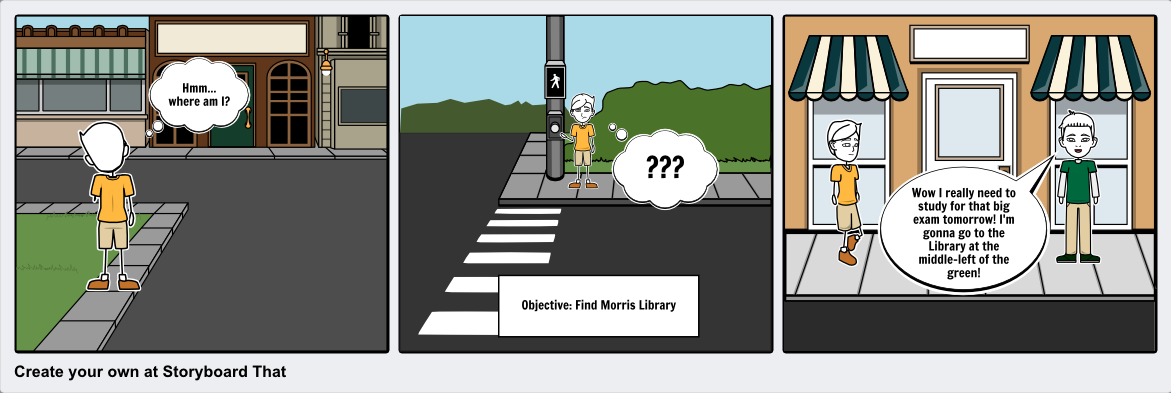 Hmm...
where am I?
???
Objective: Find Morris Library
Wow I really need to
study for that big
exam tomorrow! I'm
gonna go to the
Library at the
middle-left of the
green!
Create your own at Storyboard That